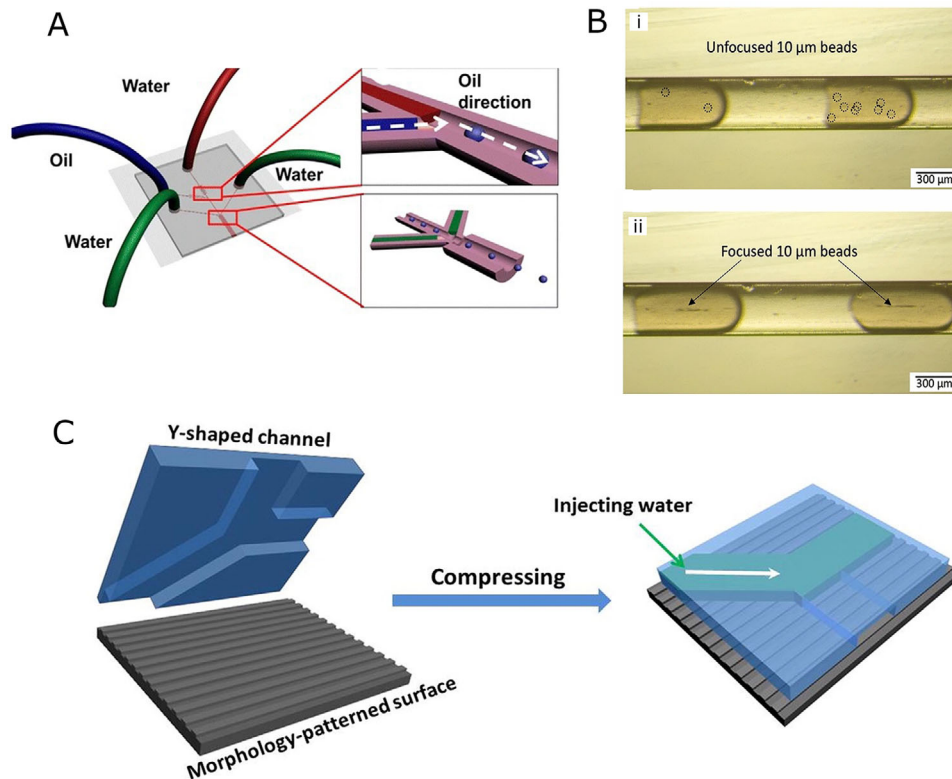 A
Water
Oil
Water
Water
Oil
direction
B
i
Unfocused 10 µm beads
300 µm
ii
Focused 10 µm beads
300 µm
C
Y-shaped channel
Morphology-patterned surface
Compressing
Injecting water